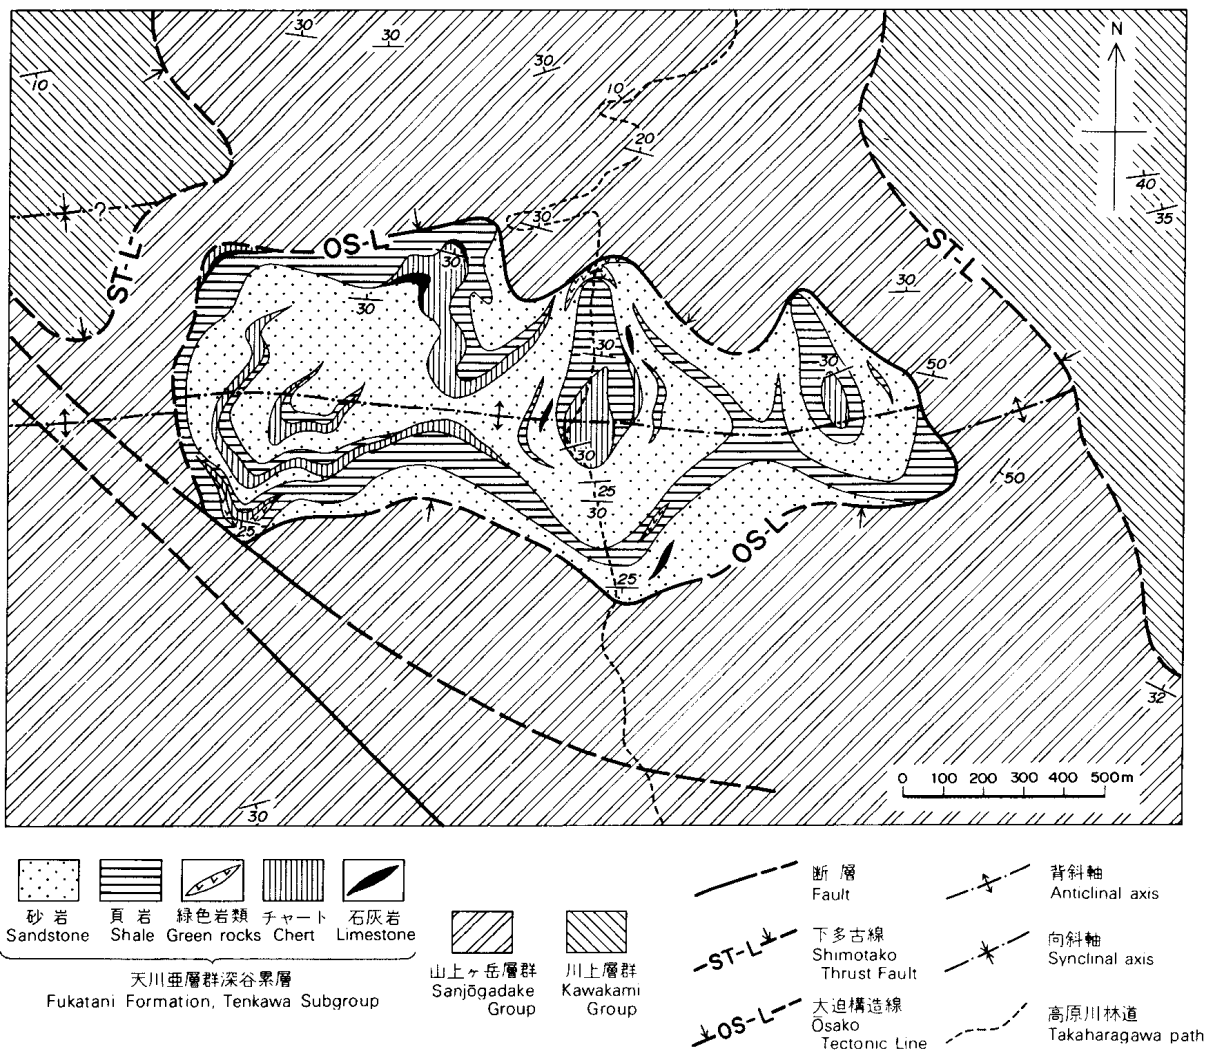 30
30
30
N
10
10
20
40
35
?
30
OS-L
ST-L
ST-L
30
30
30
30
30
50
30
25
30
50
25
OS-L
25
32
30
0 100 200 300 400 500m
砂岩
Sandstone
頁岩
Shale
緑色岩類
Green rocks
チャート
Chert
石灰岩
Limestone
天川亜層群深谷累層
Fukatani Formation, Tenkawa Subgroup
山上ヶ岳層群
Sanjōgadake
Group
川上層群
Kawakami
Group
断層
Fault
ST-L
下多古線
Shimotako
Thrust Fault
OS-L
大迫構造線
Ōsako
Tectonic Line
背斜軸
Anticlinal axis
向斜軸
Synclinal axis
高原川林道
Takaharagawa path